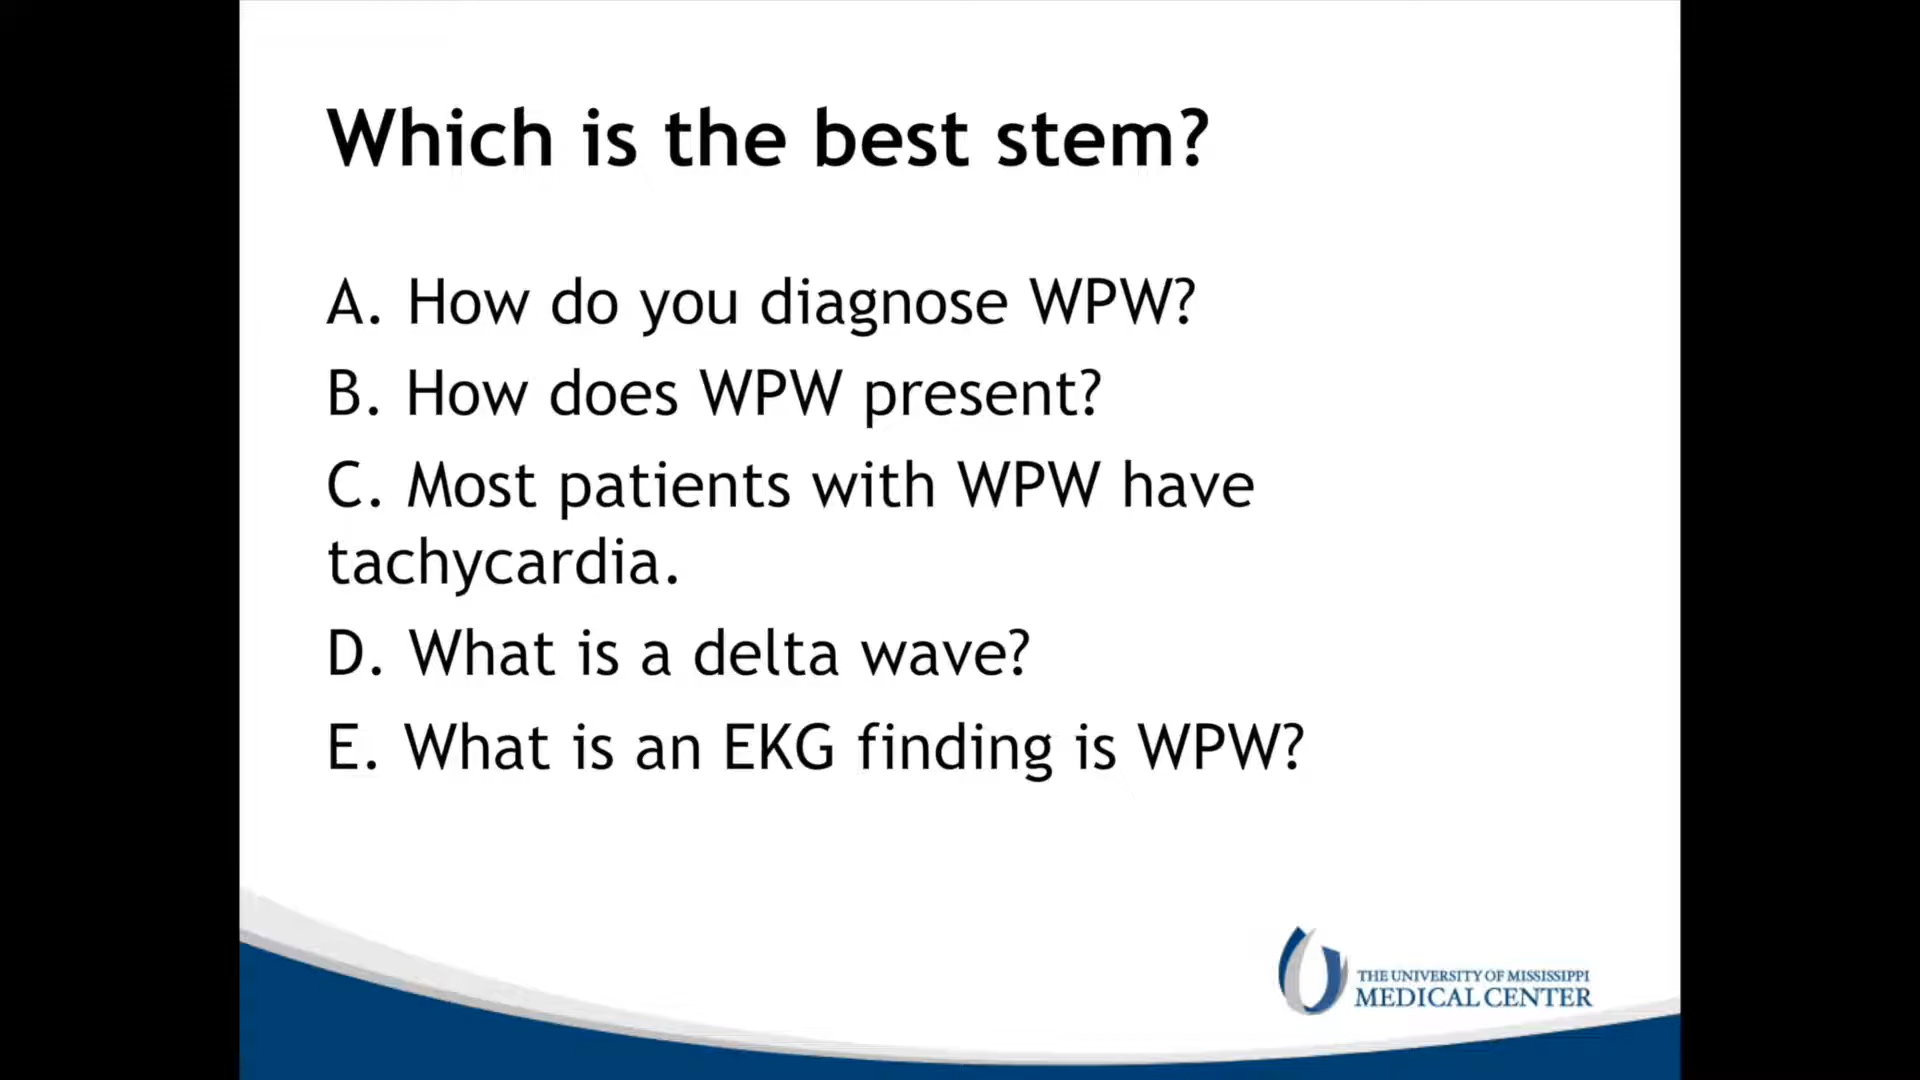 Which is the best stem?
A. How do you diagnose WPW?
B. How does WPW present?
C. Most patients with WPW have
tachycardia.
D. What is a delta wave?
E. What is an EKG finding is WPW?
THE UNIVERSITY OF MISSISSIPPI
MEDICAL CENTER